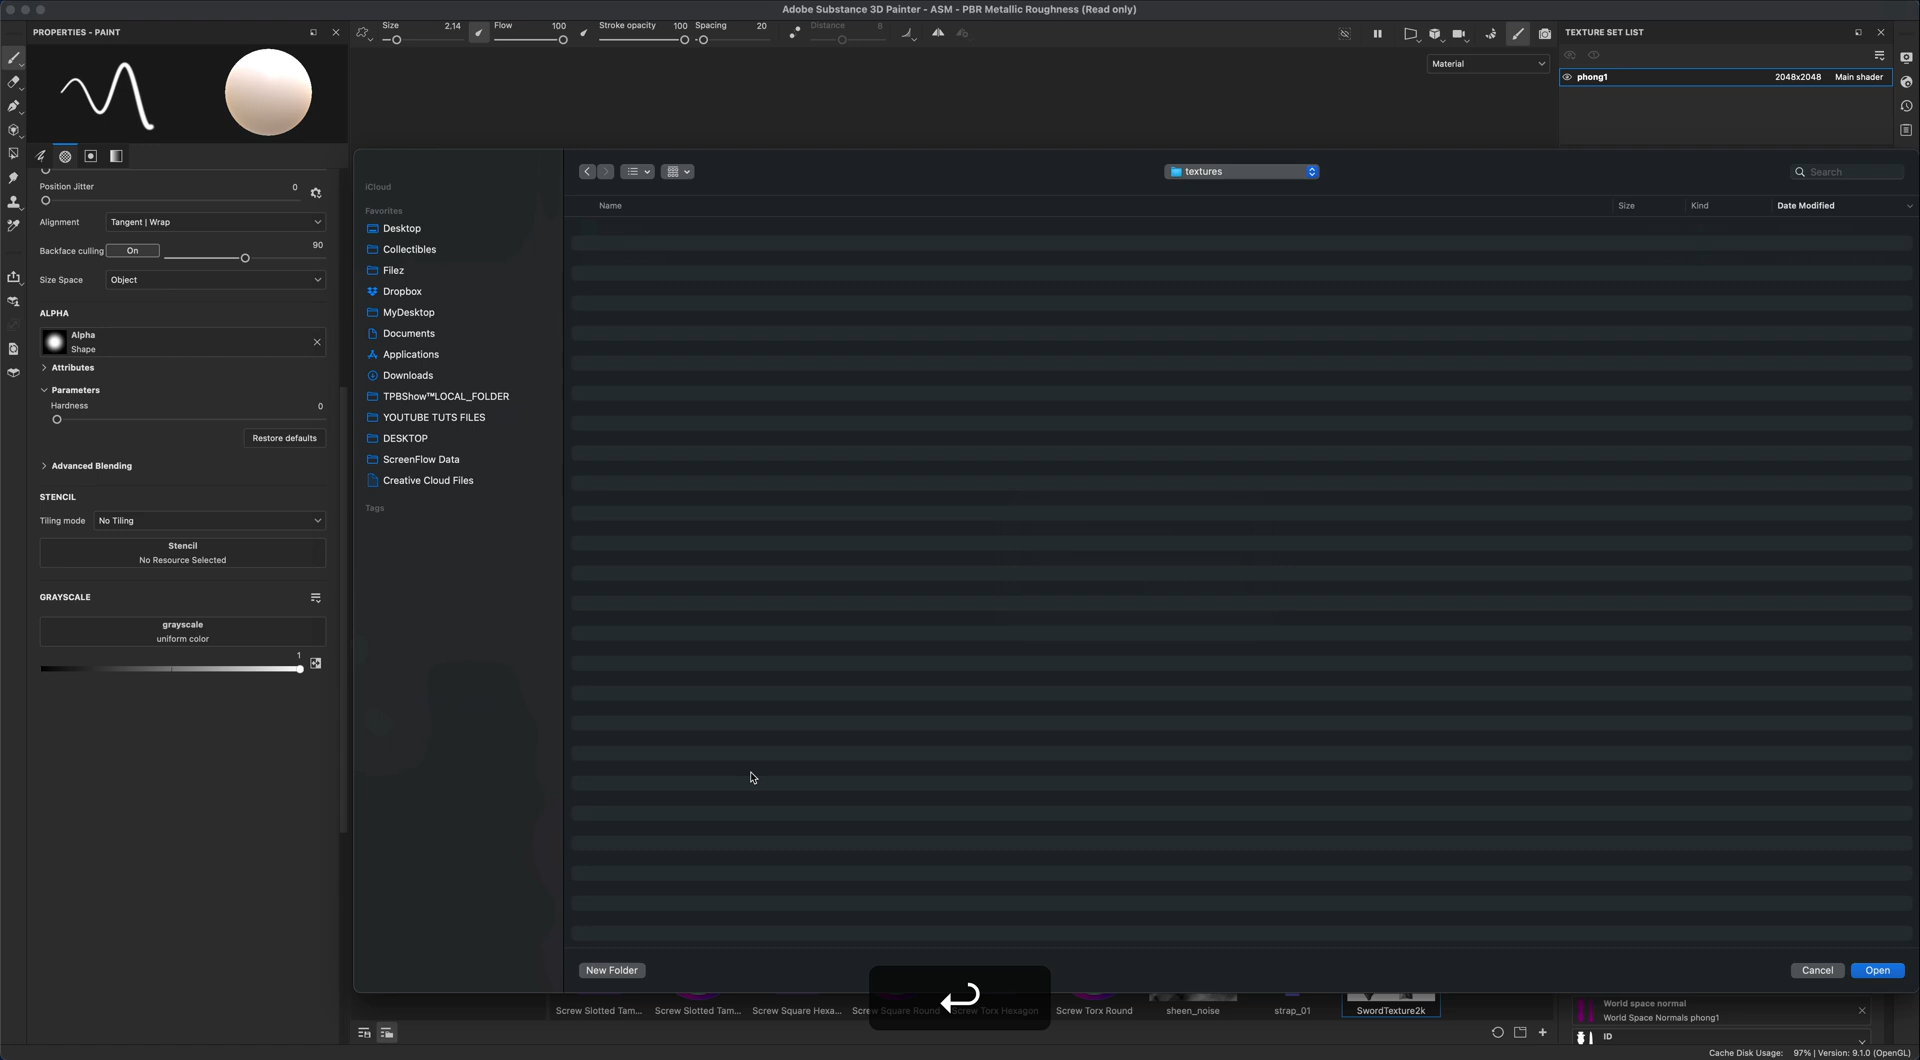 Adobe Substance 3D Painter - ASM - PBR Metallic Roughness (Read only)
PROPERTIES - PAINT
Size 2.14 Flow 100 Stroke opacity 100 Spacing 20 Distance 8
TEXTURE SET LIST
Material
phong1 2048x2048 Main shader
textures
Search
Name Size Kind Date Modified
iCloud
Favorites
Desktop
Collectibles
Filez
Dropbox
MyDesktop
Documents
Applications
Downloads
TPBShow™LOCAL_FOLDER
YOUTUBE TUTS FILES
DESKTOP
ScreenFlow Data
Creative Cloud Files
Tags
Position Jitter 0
Alignment Tangent | Wrap
Backface culling On 90
Size Space Object
ALPHA
Alpha
Shape
Attributes
Parameters
Hardness 0
Restore defaults
Advanced Blending
STENCIL
Tiling mode No Tiling
Stencil
No Resource Selected
GRAYSCALE
grayscale
uniform color
1
New Folder Cancel Open
Screw Slotted Tam... Screw Slotted Tam... Screw Square Hexa... Screw Square Round Screw Torx Hexagon Screw Torx Round sheen_noise strap_01 SwordTexture2k
World space normal
World Space Normals phong1
ID
Cache Disk Usage: 97% | Version: 9.1.0 (OpenGL)